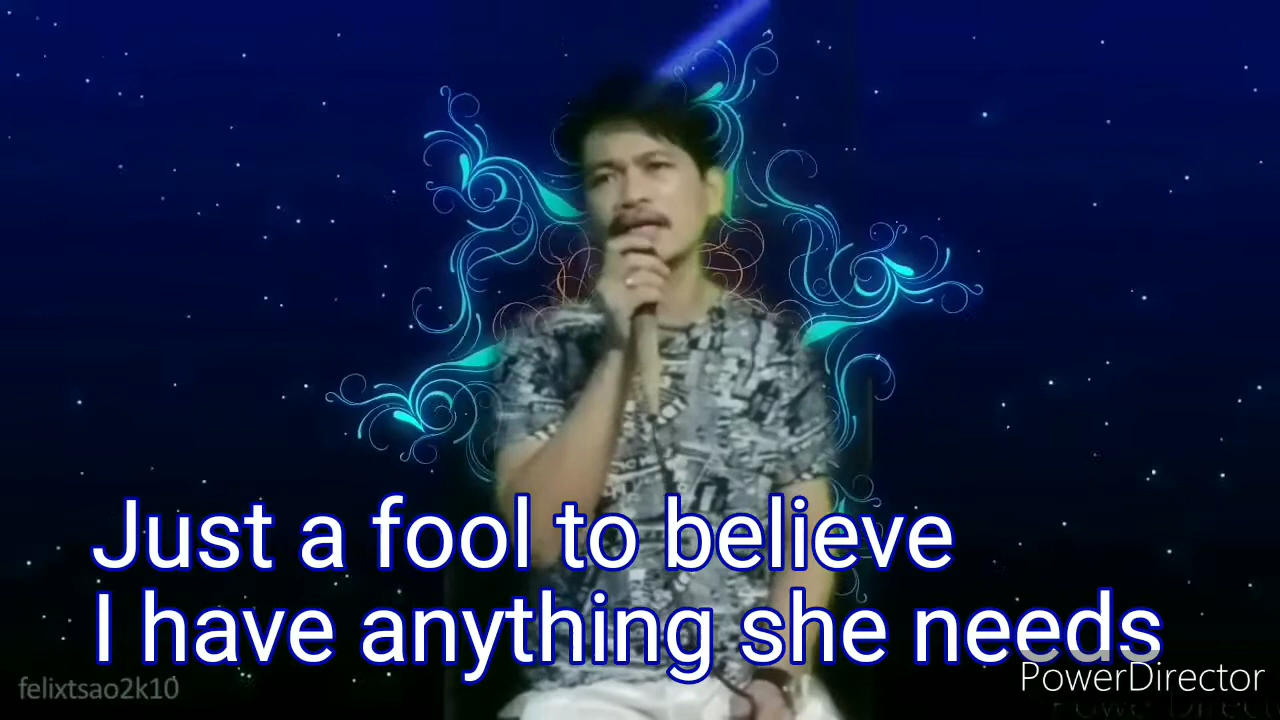 Just a fool to believe
I have anything she needs
felixtsao2k10
PowerDirector